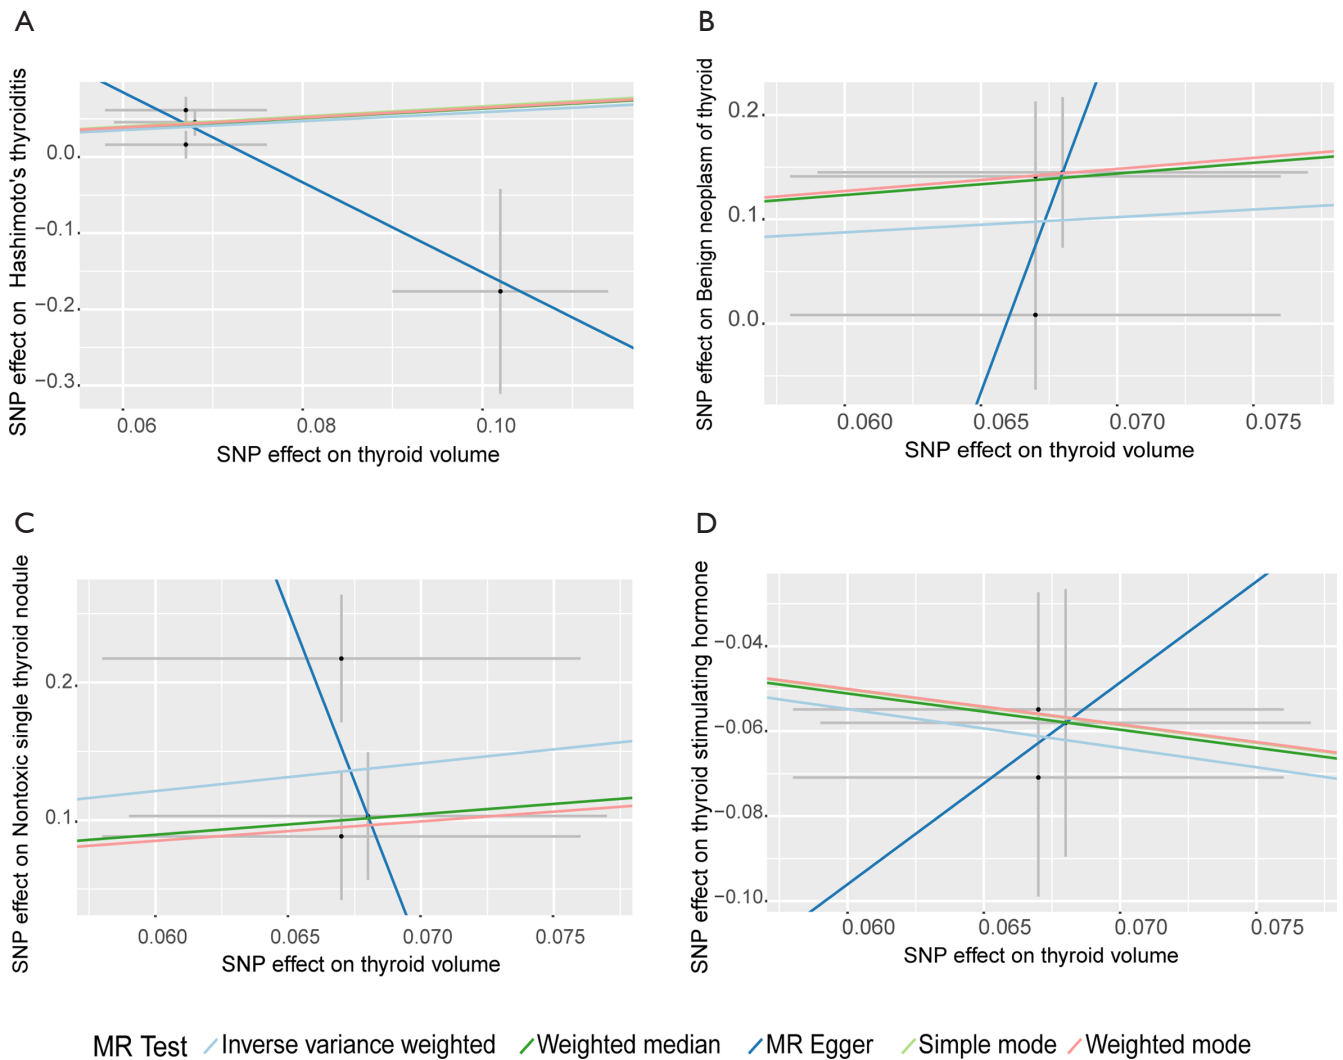 A
SNP effect on Hashimoto's thyroiditis
0.0
−0.1
−0.2
−0.3
0.06 0.08 0.10
SNP effect on thyroid volume
B
SNP effect on Benign neoplasm of thyroid
0.2
0.1
0.0
0.060 0.065 0.070 0.075
SNP effect on thyroid volume
C
SNP effect on Nontoxic single thyroid nodule
0.2
0.1
0.060 0.065 0.070 0.075
SNP effect on thyroid volume
D
SNP effect on thyroid stimulating hormone
−0.04
−0.06
−0.08
−0.10
0.060 0.065 0.070 0.075
SNP effect on thyroid volume
MR Test Inverse variance weighted Weighted median MR Egger Simple mode Weighted mode